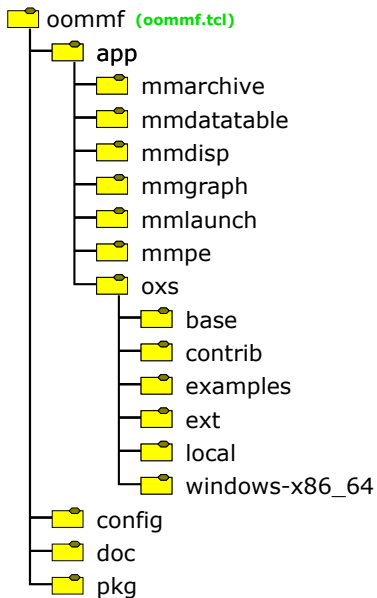 oommf (oommf.tcl)
app
mmarchive
mmdatatable
mmdisp
mmgraph
mmlaunch
mmpe
oxs
base
contrib
examples
ext
local
windows-x86_64
config
doc
pkg